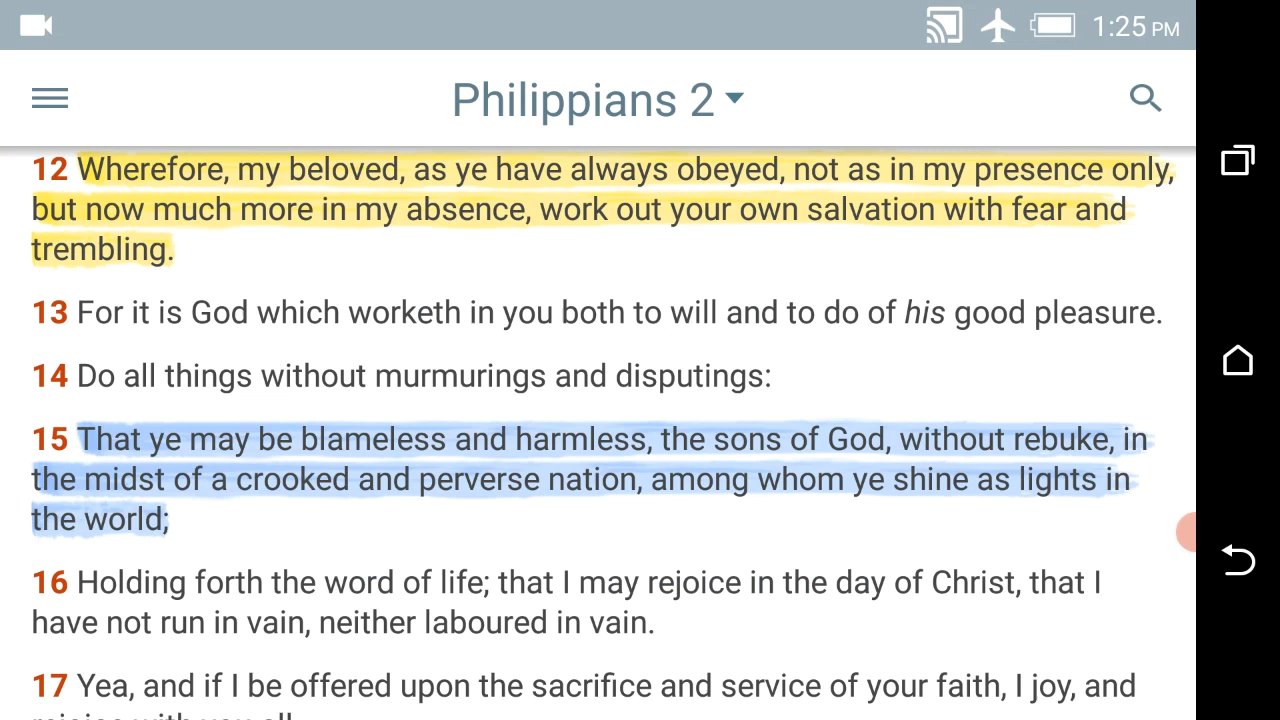 1:25 PM
Philippians 2
12 Wherefore, my beloved, as ye have always obeyed, not as in my presence only,
but now much more in my absence, work out your own salvation with fear and
trembling.
13 For it is God which worketh in you both to will and to do of his good pleasure.
14 Do all things without murmurings and disputings:
15 That ye may be blameless and harmless, the sons of God, without rebuke, in
the midst of a crooked and perverse nation, among whom ye shine as lights in
the world;
16 Holding forth the word of life; that I may rejoice in the day of Christ, that I
have not run in vain, neither laboured in vain.
17 Yea, and if I be offered upon the sacrifice and service of your faith, I joy, and
rejoice with you all.